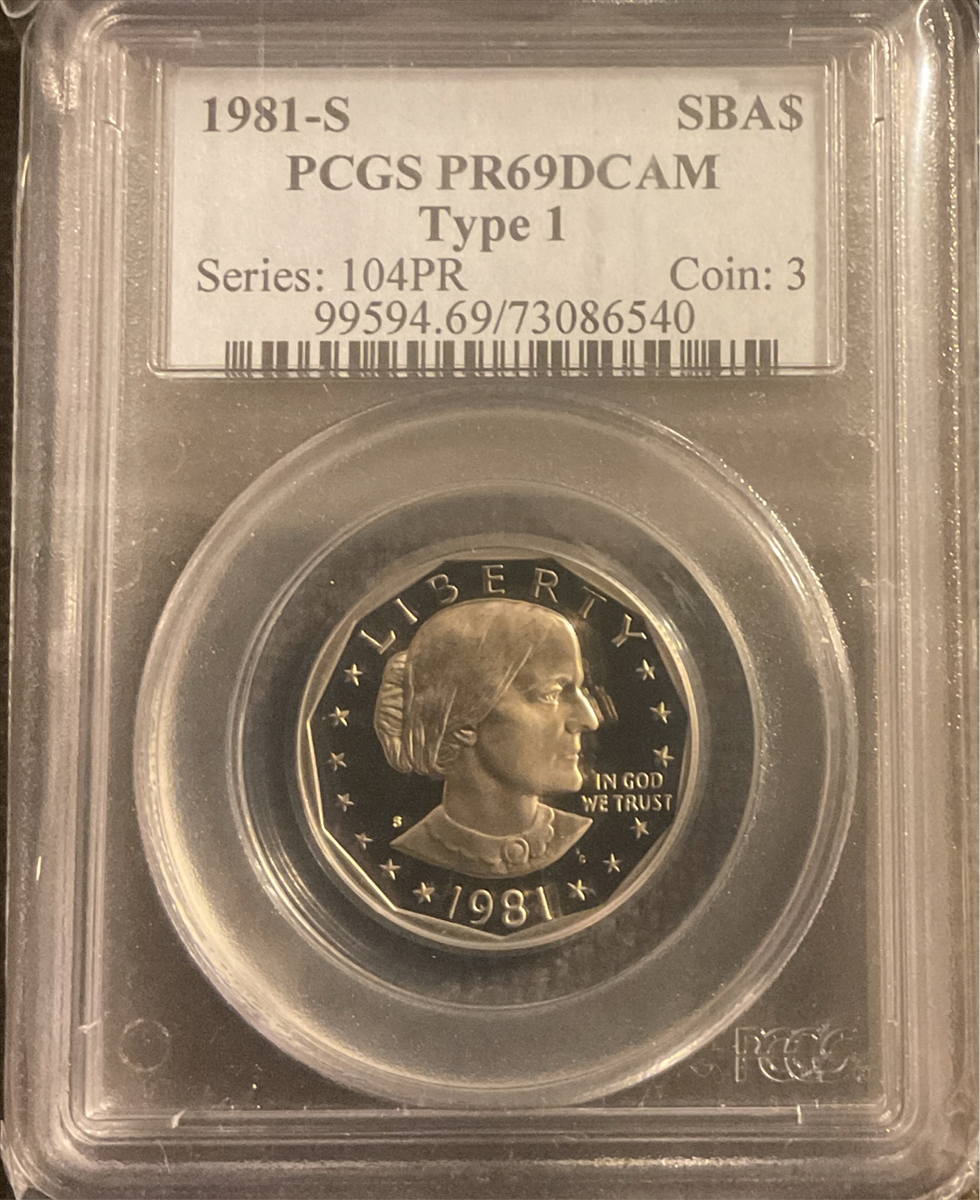 1981-S SBA$
PCGS PR69DCAM
Type 1
Series: 104PR Coin: 3
99594.69/73086540
LIBERTY
IN GOD
WE TRUST
S
1981
PCGS